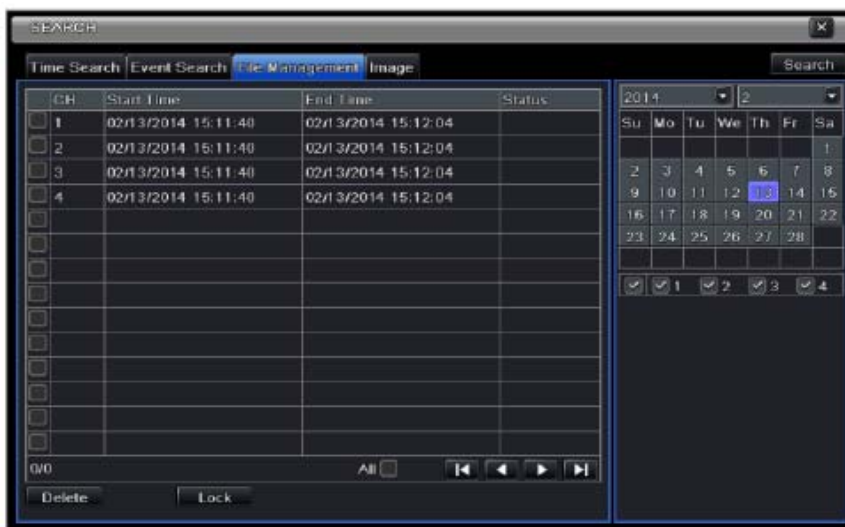 SEARCH
Time Search Event Search File Management Image Search
CH Start Time End Time Status
1 02/13/2014 15:11:40 02/13/2014 15:12:04
2 02/13/2014 15:11:40 02/13/2014 15:12:04
3 02/13/2014 15:11:40 02/13/2014 15:12:04
4 02/13/2014 15:11:40 02/13/2014 15:12:04
0/0 All
Delete Lock
2014 2
Su Mo Tu We Th Fr Sa
1
2 3 4 5 6 7 8
9 10 11 12 13 14 15
16 17 18 19 20 21 22
23 24 25 26 27 28
1 2 3 4